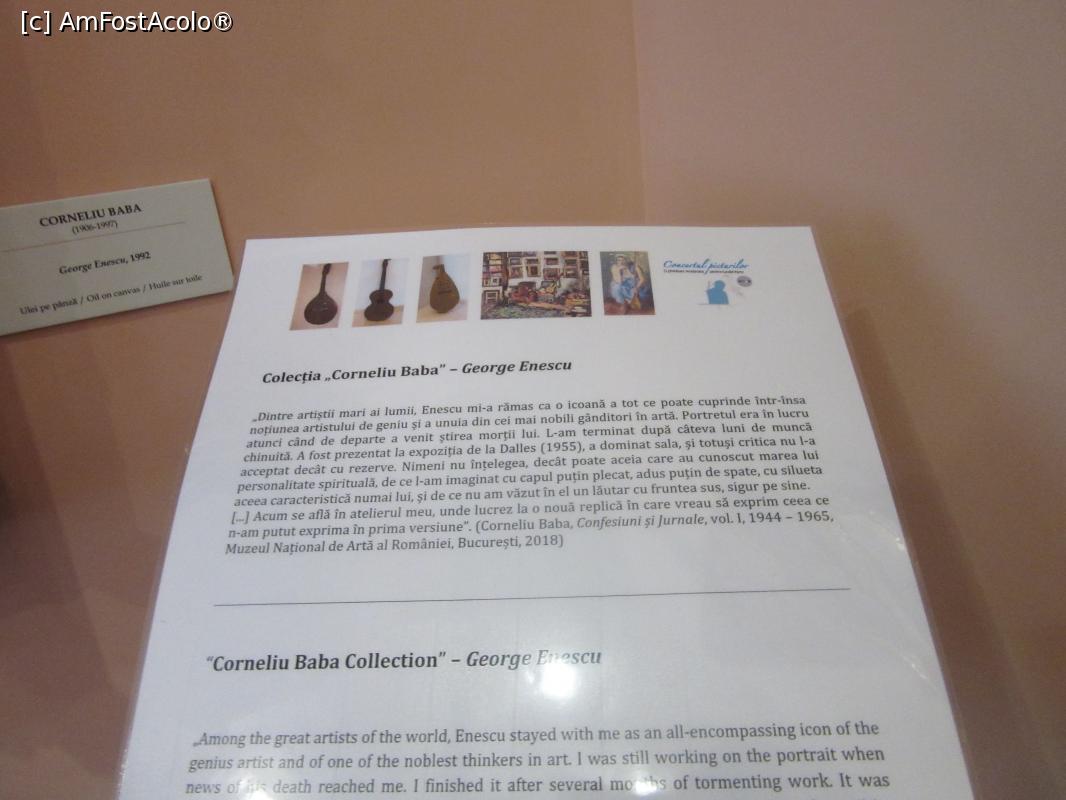 [c] AmFostAcolo®
CORNELIU BABA
(1906-1997)
George Enescu, 1992
Ulei pe pânză / Oil on canvas / Huile sur toile
Concertul pictorilor
Colecția „Corneliu Baba” – George Enescu
„Dintre artiștii mari ai lumii, Enescu mi-a rămas ca o icoană a tot ce poate cuprinde într-însa
noțiunea artistului de geniu și a unuia din cei mai nobili gânditori în artă. Portretul era în lucru
atunci când de departe a venit știrea morții lui. L-am terminat după câteva luni de muncă
chinuită. A fost prezentat la expoziția de la Dalles (1955), a dominat sala, și totuși critica nu l-a
acceptat decât cu rezerve. Nimeni nu înțelegea, decât poate aceia care au cunoscut marea lui
personalitate spirituală, de ce l-am imaginat cu capul puțin plecat, adus puțin de spate, cu silueta
aceea caracteristică numai lui, și de ce nu am văzut în el un lăutar cu fruntea sus, sigur pe sine.
[...] Acum se află în atelierul meu, unde lucrez la o nouă replică în care vreau să exprim ceea ce
n-am putut exprima în prima versiune”. (Corneliu Baba, Confesiuni și Jurnale, vol. I, 1944 – 1965,
Muzeul Național de Artă al României, București, 2018)
“Corneliu Baba Collection” – George Enescu
„Among the great artists of the world, Enescu stayed with me as an all-encompassing icon of the
genius artist and of one of the noblest thinkers in art. I was still working on the portrait when
news of his death reached me. I finished it after several months of tormenting work. It was